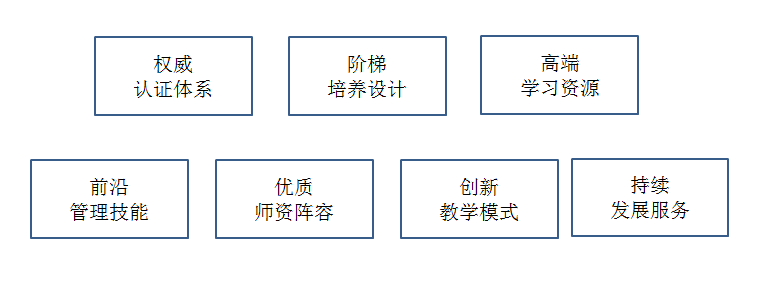 权威
认证体系
阶梯
培养设计
高端
学习资源
前沿
管理技能
优质
师资阵容
创新
教学模式
持续
发展服务